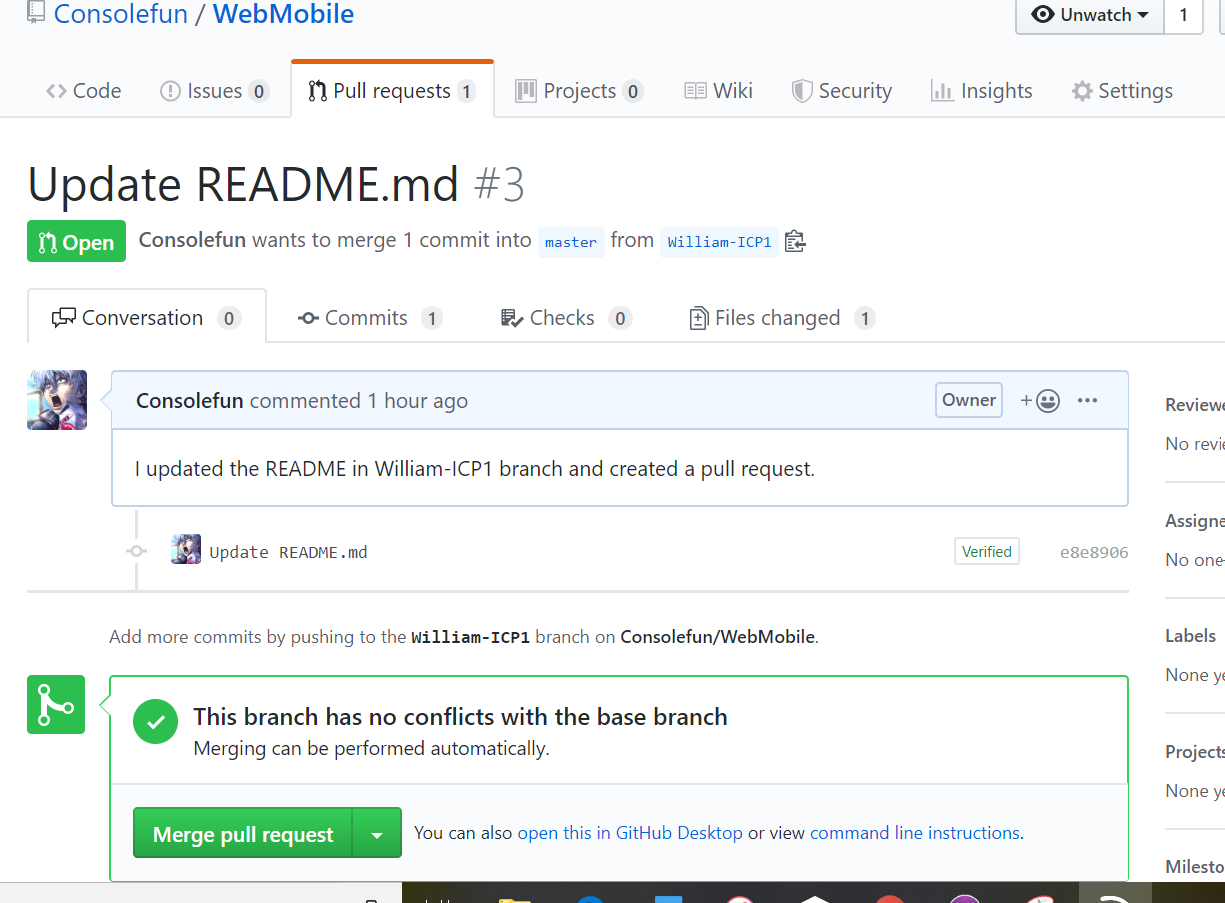 Consolefun / WebMobile
Unwatch 1
Code Issues 0 Pull requests 1 Projects 0 Wiki Security Insights Settings
Update README.md #3
Open Consolefun wants to merge 1 commit into master from William-ICP1
Conversation 0 Commits 1 Checks 0 Files changed 1
Consolefun commented 1 hour ago Owner
I updated the README in William-ICP1 branch and created a pull request.
Update README.md Verified e8e8906
Add more commits by pushing to the William-ICP1 branch on Consolefun/WebMobile.
This branch has no conflicts with the base branch
Merging can be performed automatically.
Merge pull request You can also open this in GitHub Desktop or view command line instructions.
Reviewe
No revie
Assigne
No one-
Labels
None ye
Projects
None ye
Milesto